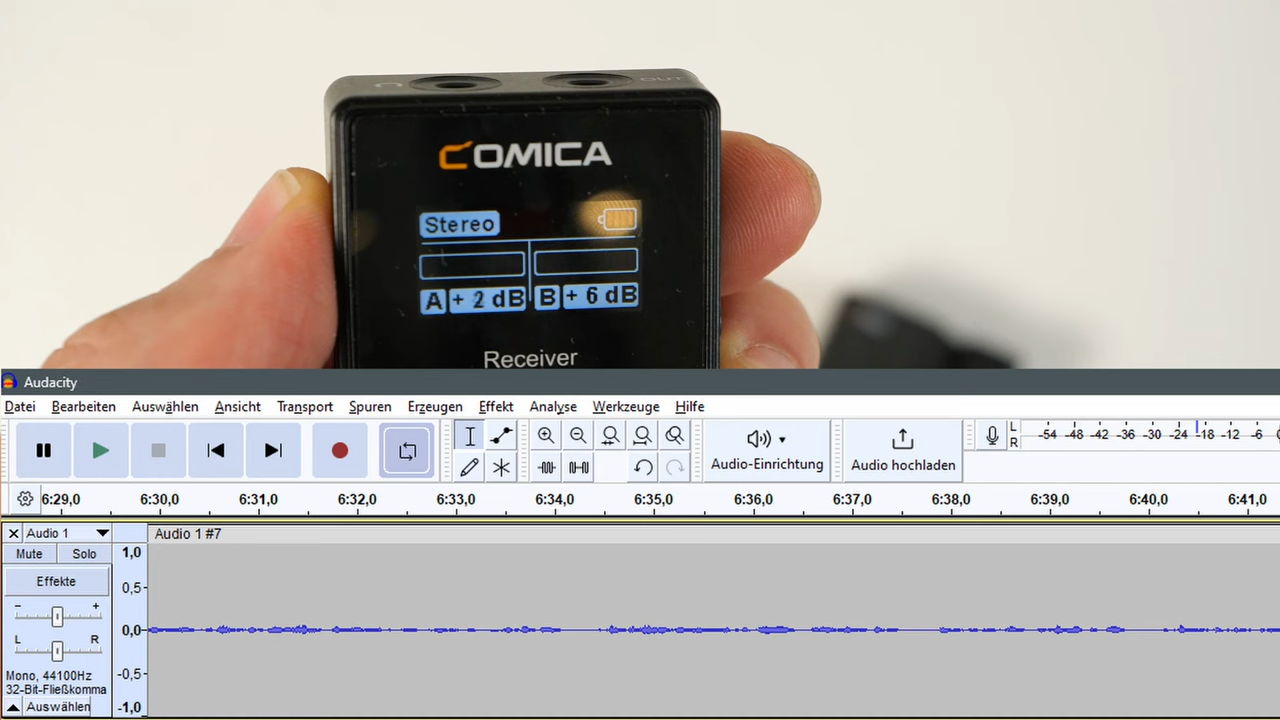 OUT
COMICA
Stereo
A + 2 dB B + 6 dB
Receiver
Audacity
Datei Bearbeiten Auswählen Ansicht Transport Spuren Erzeugen Effekt Analyse Werkzeuge Hilfe
Audio-Einrichtung
Audio hochladen
L
R
-54 -48 -42 -36 -30 -24 -18 -12 -6 0
6:29,0 6:30,0 6:31,0 6:32,0 6:33,0 6:34,0 6:35,0 6:36,0 6:37,0 6:38,0 6:39,0 6:40,0 6:41,0
Audio 1
Audio 1 #7
Mute Solo
Effekte
- +
L R
Mono, 44100Hz
32-Bit-Fließkomma
Auswählen
1,0
0,5-
0,0-
-0,5-
-1,0